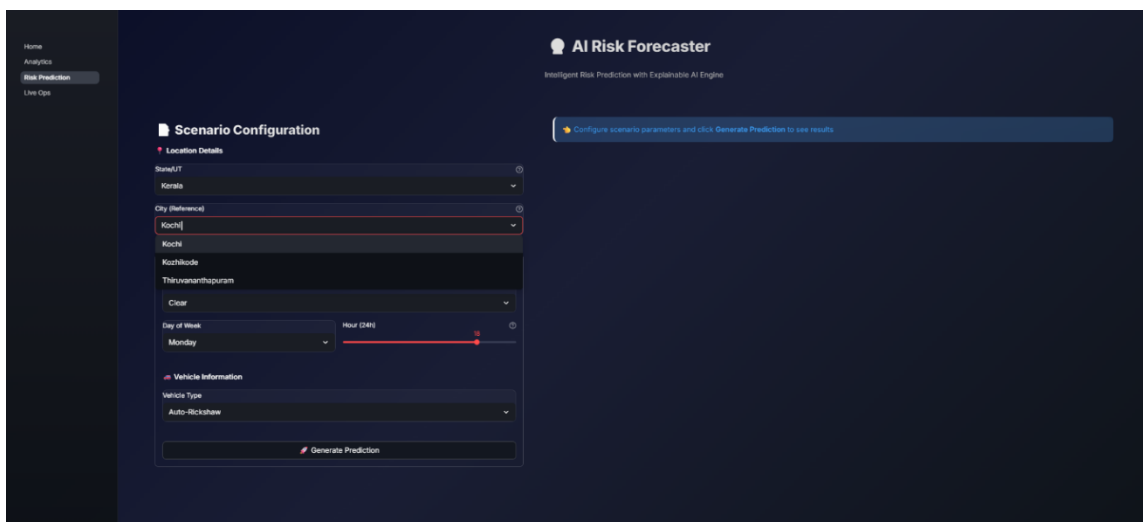 Home
Analytics
Risk Prediction
Live Ops
AI Risk Forecaster
Intelligent Risk Prediction with Explainable AI Engine
Configure scenario parameters and click Generate Prediction to see results
Scenario Configuration
Location Details
State/UT
Kerala
City (Reference)
Kochi
Kochi
Kozhikode
Thiruvananthapuram
Clear
Day of Week
Hour (24h)
18
Monday
Vehicle Information
Vehicle Type
Auto-Rickshaw
Generate Prediction